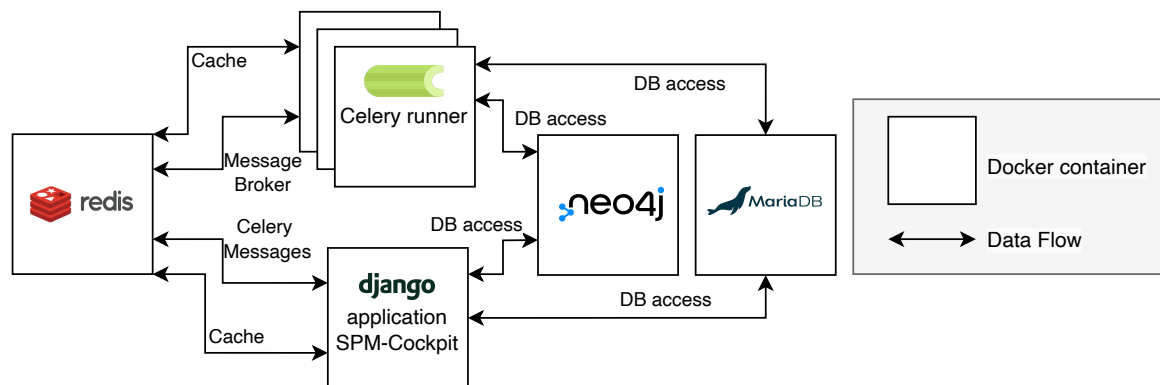 Cache
DB access
Celery runner
DB access
Message
Broker
redis
neo4j
MariaDB
Docker container
Celery
Messages
DB access
Data Flow
django
application
SPM-Cockpit
DB access
Cache